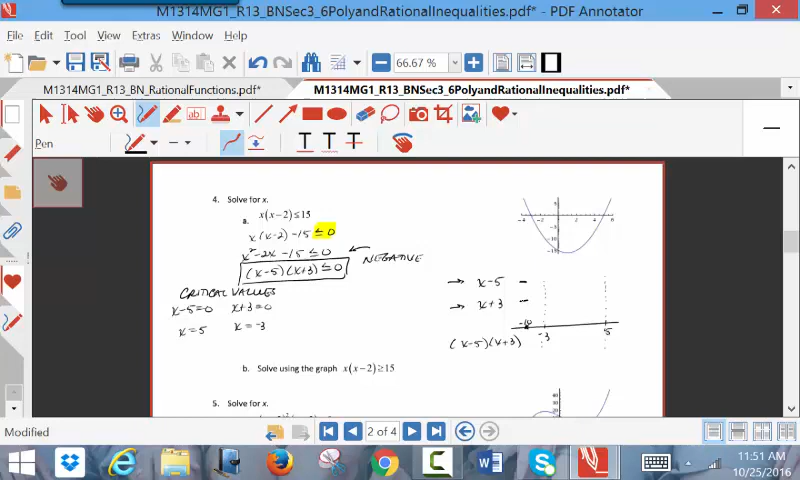 M1314MG1_R13_BNSec3_6PolyandRationalInequalities.pdf* - PDF Annotator
File Edit Tool View Extras Window Help
66.67 %
M1314MG1_R13_BN_RationalFunctions.pdf*
M1314MG1_R13_BNSec3_6PolyandRationalInequalities.pdf*
Pen
4. Solve for x.
a. x(x-2)≤15
x(x-2)-15≤0
x²-2x-15≤0
NEGATIVE
(x-5)(x+3)≤0
CRITICAL VALUES
x-5=0 x+3=0
x=5 x=-3
→ x-5 -
→ x+3 -
-10
-3 5
(x-5)(x+3)
b. Solve using the graph x(x-2)≥15
5. Solve for x.
Modified
2 of 4
11:51 AM
10/25/2016